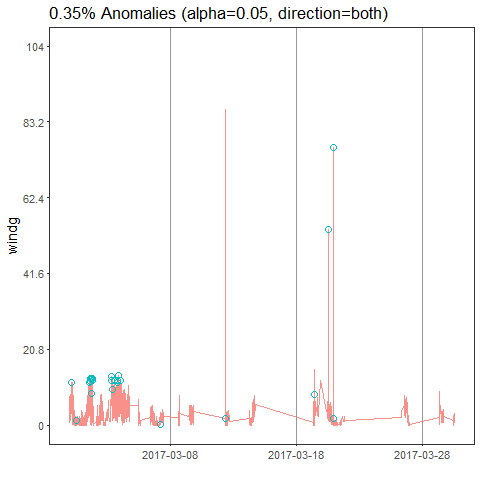 0.35% Anomalies (alpha=0.05, direction=both)
104
83.2
62.4
41.6
20.8
0
windg
2017-03-08 2017-03-18 2017-03-28